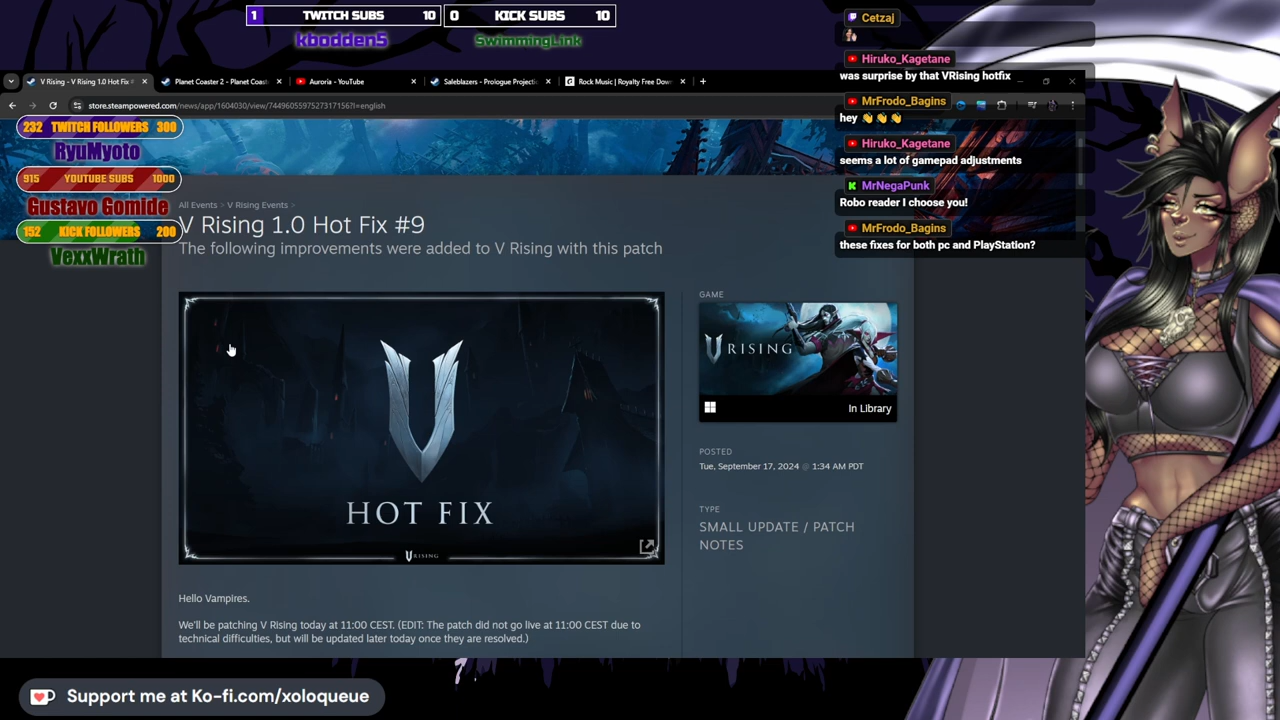 1 TWITCH SUBS 10
kbodden5
0 KICK SUBS 10
SwimmingLink
V Rising - V Rising 1.0 Hot Fix #
Planet Coaster 2 - Planet Coast
Auroria - YouTube
Saleblazers - Prologue Projecti
Rock Music | Royalty Free Dow
store.steampowered.com/news/app/1604030/view/7449605597527317156?l=english
232 TWITCH FOLLOWERS 300
RyuMyoto
915 YOUTUBE SUBS 1000
Gustavo Gomide
152 KICK FOLLOWERS 200
VexxWrath
All Events > V Rising Events >
V Rising 1.0 Hot Fix #9
The following improvements were added to V Rising with this patch
V RISING
HOT FIX
GAME
V RISING
In Library
POSTED
Tue, September 17, 2024 @ 1:34 AM PDT
TYPE
SMALL UPDATE / PATCH
NOTES
Hello Vampires.
We'll be patching V Rising today at 11:00 CEST. (EDIT: The patch did not go live at 11:00 CEST due to
technical difficulties, but will be updated later today once they are resolved.)
Cetzaj
Hiruko_Kagetane
was surprise by that VRising hotfix
MrFrodo_Bagins
hey 👋 👋 👋
Hiruko_Kagetane
seems a lot of gamepad adjustments
MrNegaPunk
Robo reader I choose you!
MrFrodo_Bagins
these fixes for both pc and PlayStation?
Support me at Ko-fi.com/xoloqueue